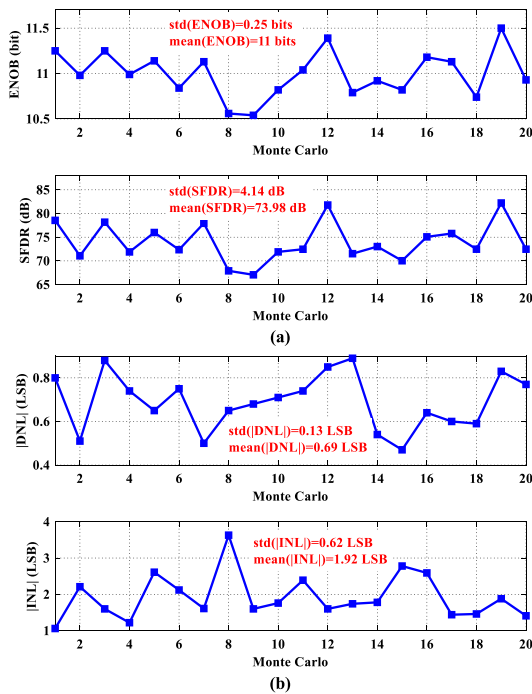 ENOB (bit)
11.5
11
10.5
std(ENOB)=0.25 bits
mean(ENOB)=11 bits
2 4 6 8 10 12 14 16 18 20
Monte Carlo
SFDR (dB)
85
80
75
70
65
std(SFDR)=4.14 dB
mean(SFDR)=73.98 dB
2 4 6 8 10 12 14 16 18 20
Monte Carlo
(a)
|DNL| (LSB)
0.8
0.6
0.4
std(|DNL|)=0.13 LSB
mean(|DNL|)=0.69 LSB
2 4 6 8 10 12 14 16 18 20
Monte Carlo
|INL| (LSB)
4
3
2
1
std(|INL|)=0.62 LSB
mean(|INL|)=1.92 LSB
2 4 6 8 10 12 14 16 18 20
Monte Carlo
(b)